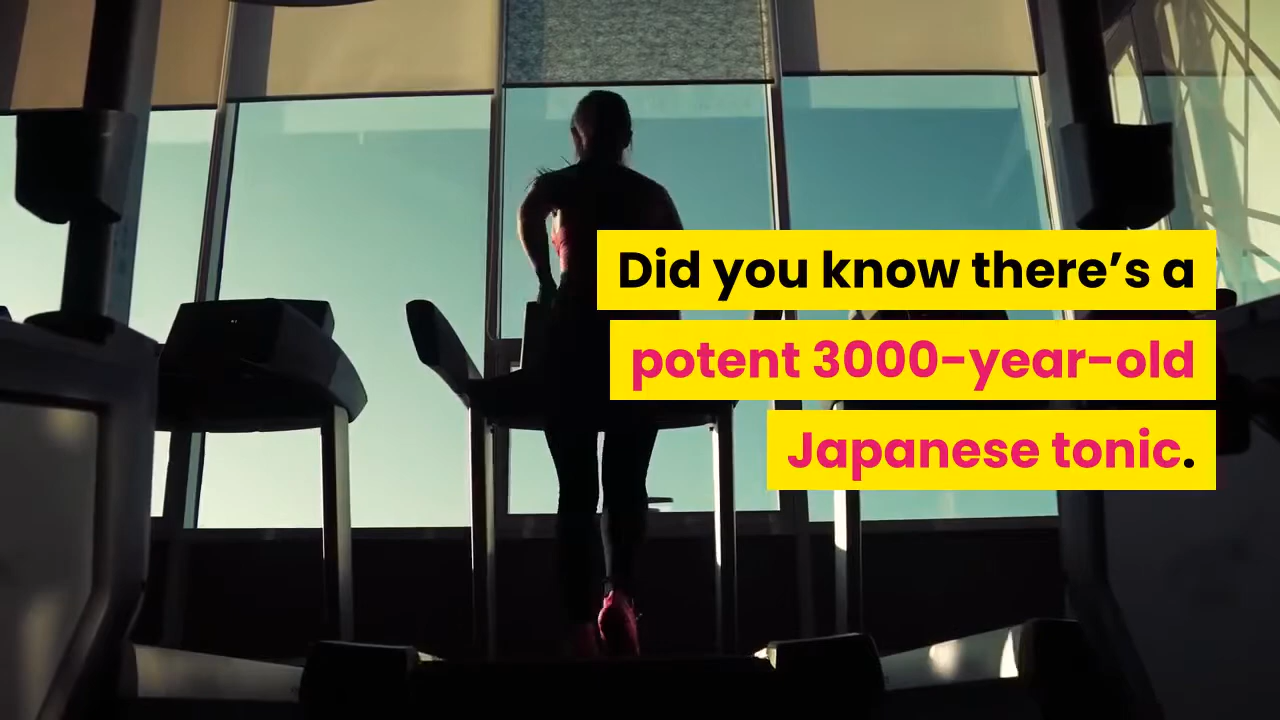 Did you know there’s a
potent 3000-year-old
Japanese tonic.